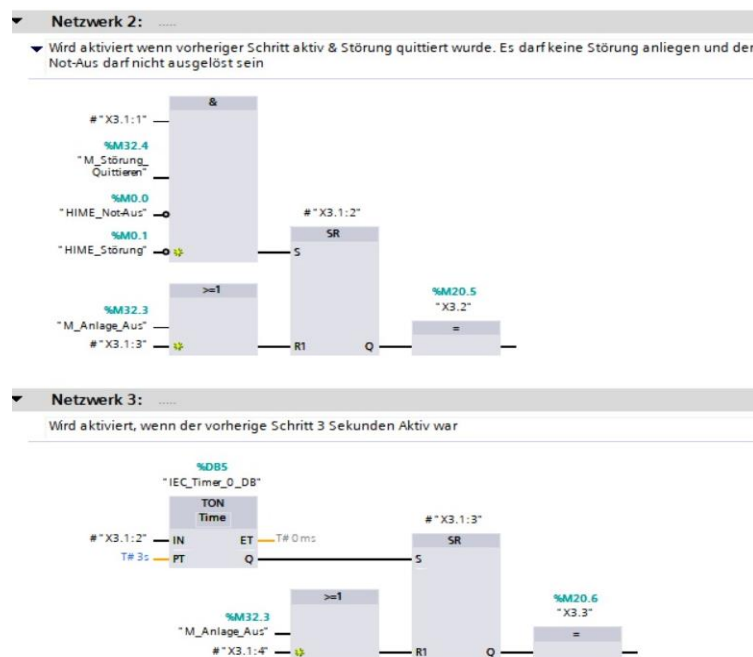 Netzwerk 2: .....
Wird aktiviert wenn vorheriger Schritt aktiv & Störung quittiert wurde. Es darf keine Störung anliegen und der
Not-Aus darf nicht ausgelöst sein
&
#"X3.1:1"
%M32.4
"M_Störung_
Quittieren"
%M0.0
"HIME_Not-Aus"
%M0.1
"HIME_Störung"
#"X3.1:2"
SR
S
>=1
%M32.3
"M_Anlage_Aus"
#"X3.1:3"
R1 Q
%M20.5
"X3.2"
=
Netzwerk 3: .....
Wird aktiviert, wenn der vorherige Schritt 3 Sekunden Aktiv war
%DB5
"IEC_Timer_0_DB"
TON
Time
#"X3.1:2" IN ET T#0ms
T#3s PT Q
#"X3.1:3"
SR
S
>=1
%M32.3
"M_Anlage_Aus"
#"X3.1:4"
R1 Q
%M20.6
"X3.3"
=